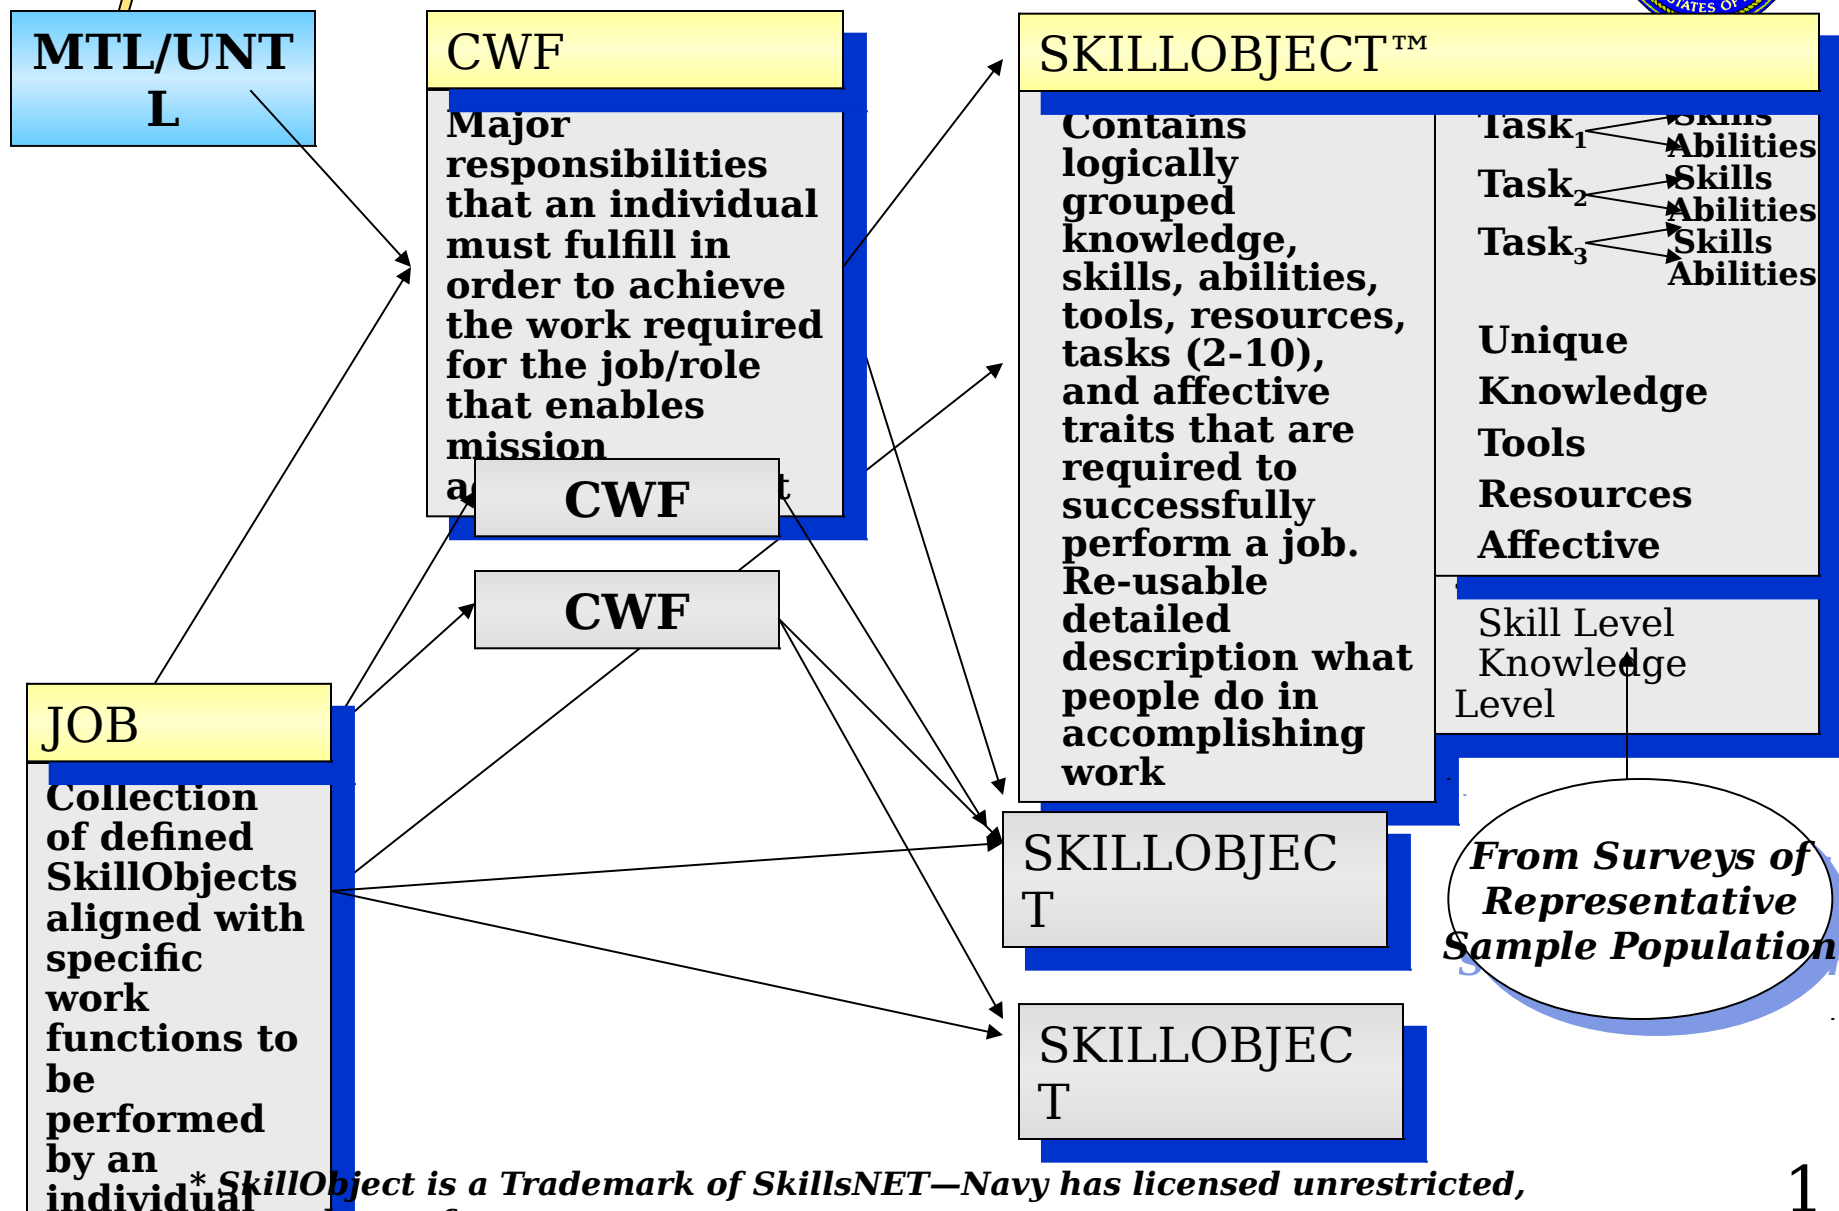 STATES OF
MTL/UNT
L
CWF
Major
responsibilities
that an individual
must fulfill in
order to achieve
the work required
for the job/role
that enables
mission
CWF
CWF
JOB
Collection
of defined
SkillObjects
aligned with
specific
work
functions to
be
performed
by an
individual
SKILLOBJECT™
Contains
logically
grouped
knowledge,
skills, abilities,
tools, resources,
tasks (2-10),
and affective
traits that are
required to
successfully
perform a job.
Re-usable
detailed
description what
people do in
accomplishing
work
Task1
Skills
Abilities
Task2
Skills
Abilities
Task3
Skills
Abilities
Unique
Knowledge
Tools
Resources
Affective
Skill Level
Knowledge
Level
From Surveys of
Representative
Sample Population
SKILLOBJEC
T
SKILLOBJEC
T
* SkillObject is a Trademark of SkillsNET—Navy has licensed unrestricted,
1